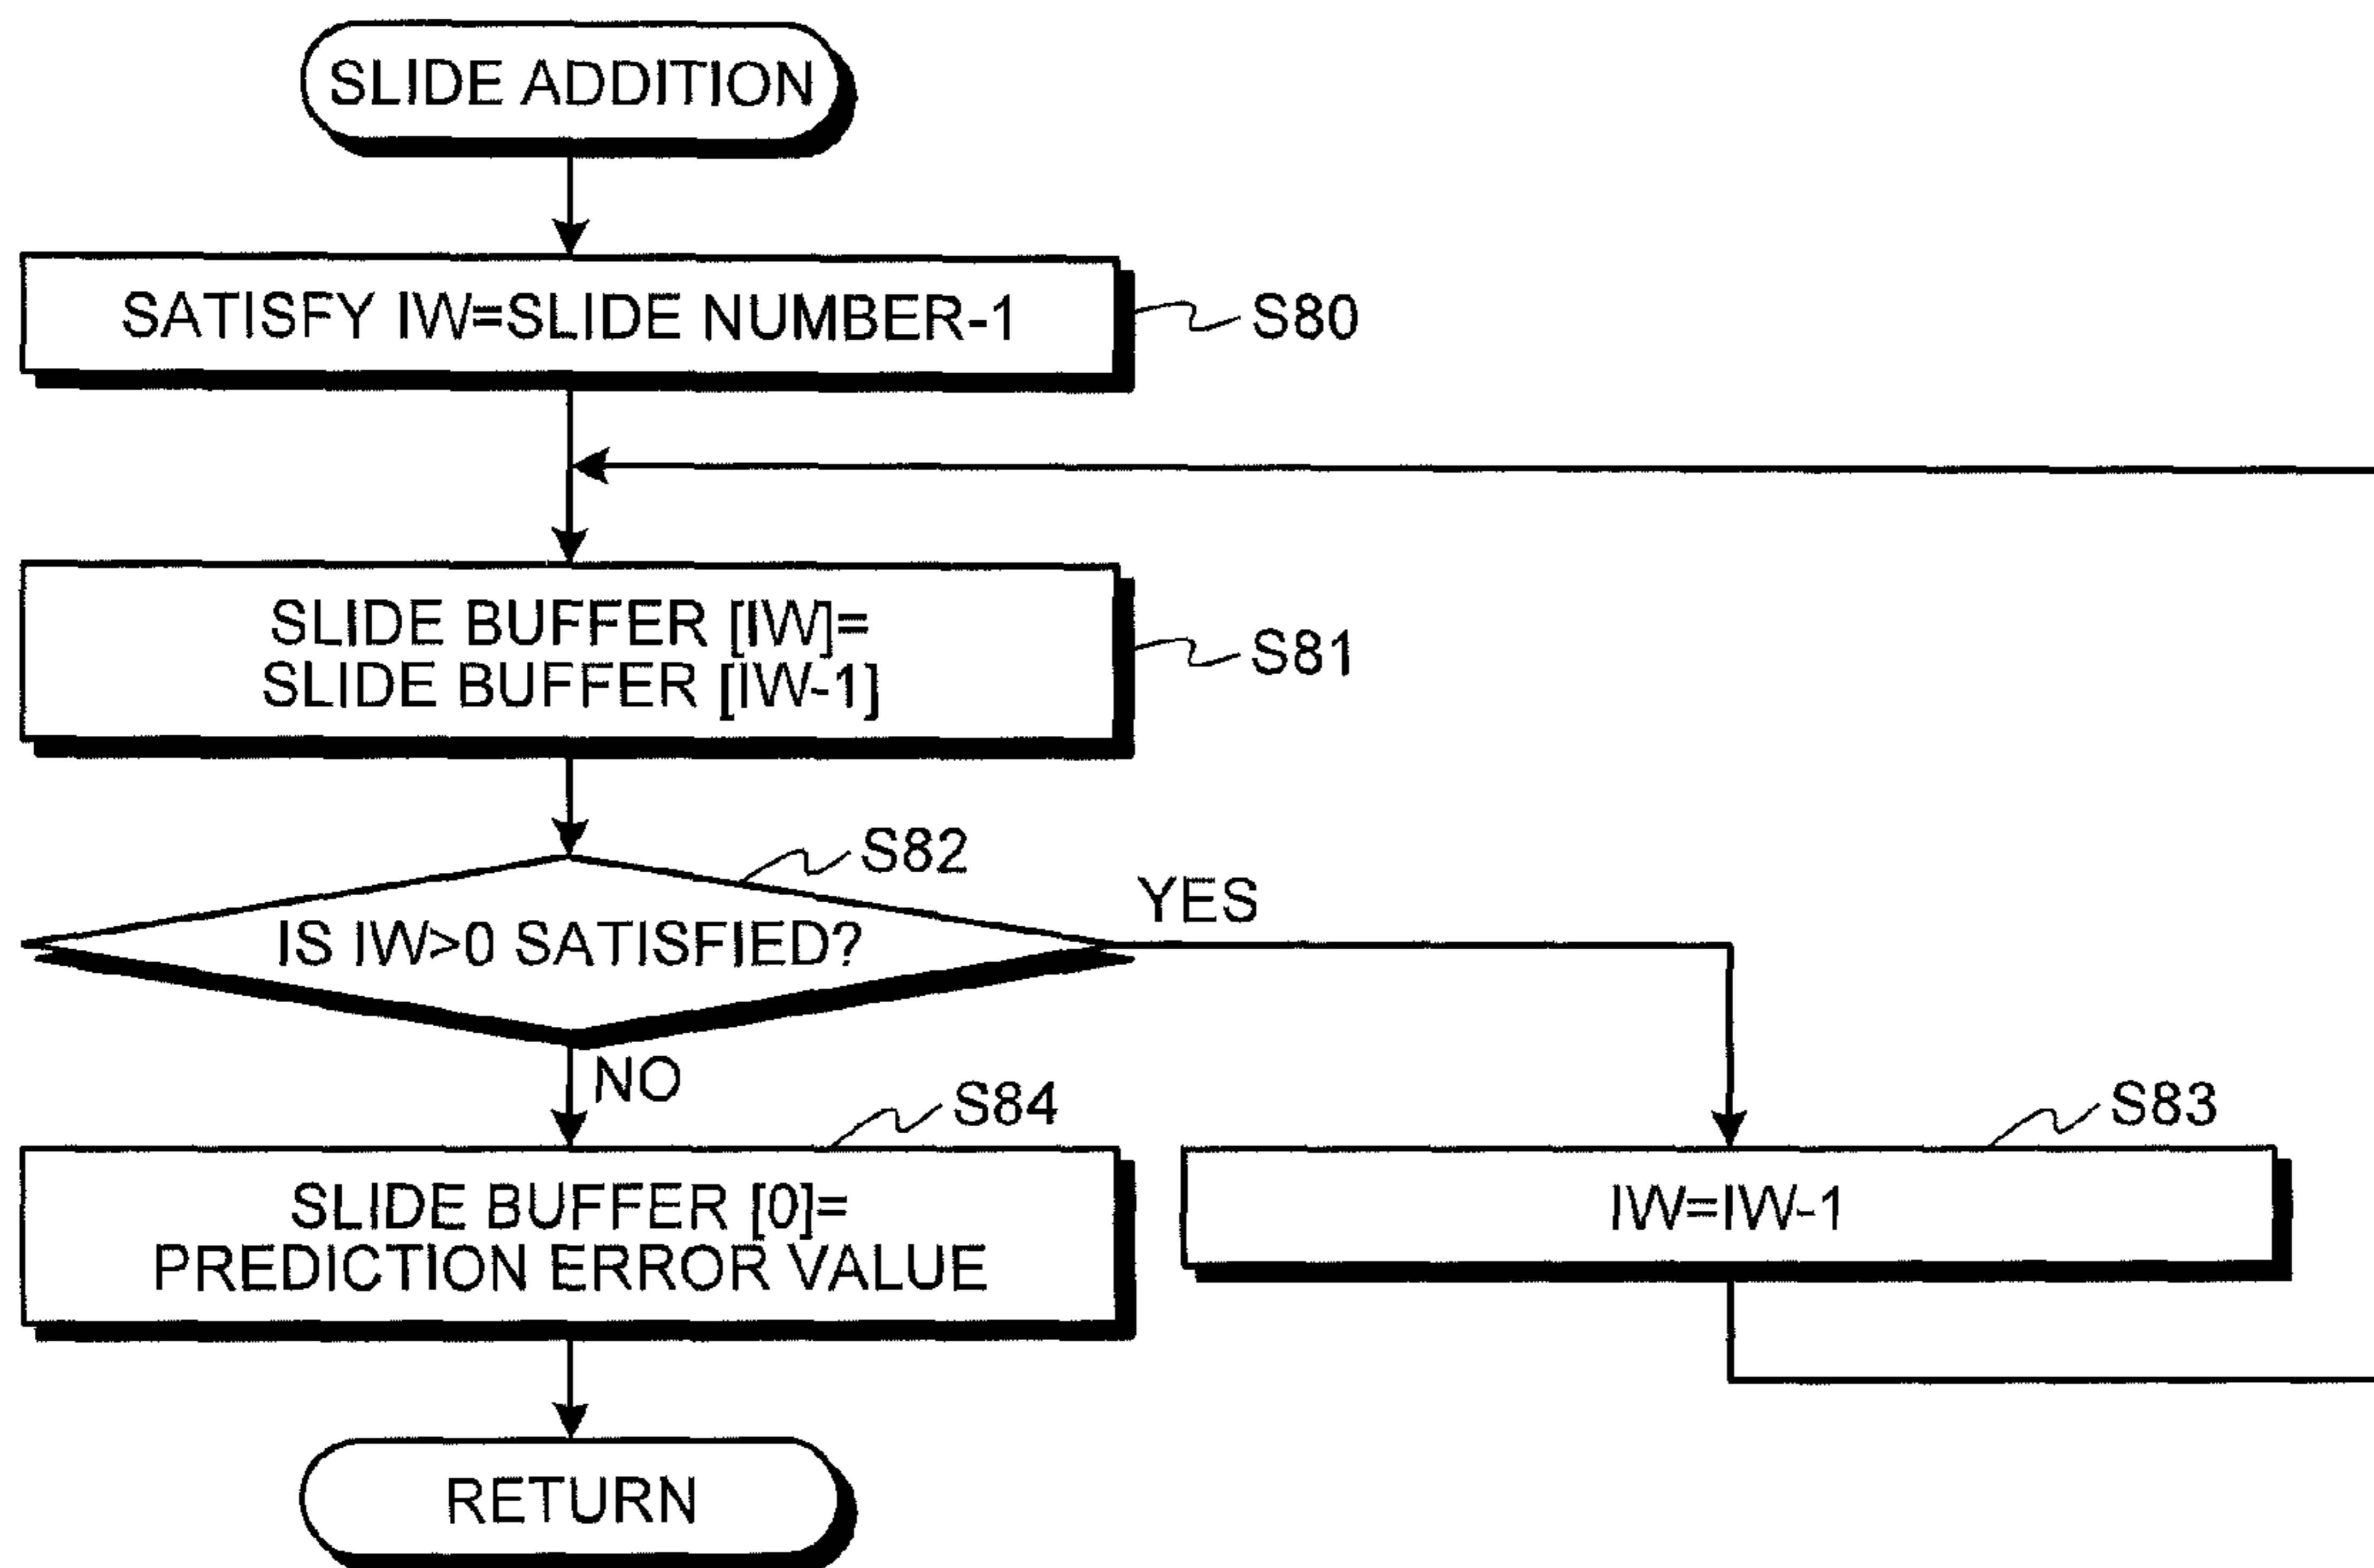 SLIDE ADDITION
SATISFY IW=SLIDE NUMBER-1
S80
SLIDE BUFFER [IW]=
SLIDE BUFFER [IW-1]
S81
S82
IS IW>0 SATISFIED?
YES
NO
S84
SLIDE BUFFER [0]=
PREDICTION ERROR VALUE
S83
IW=IW-1
RETURN